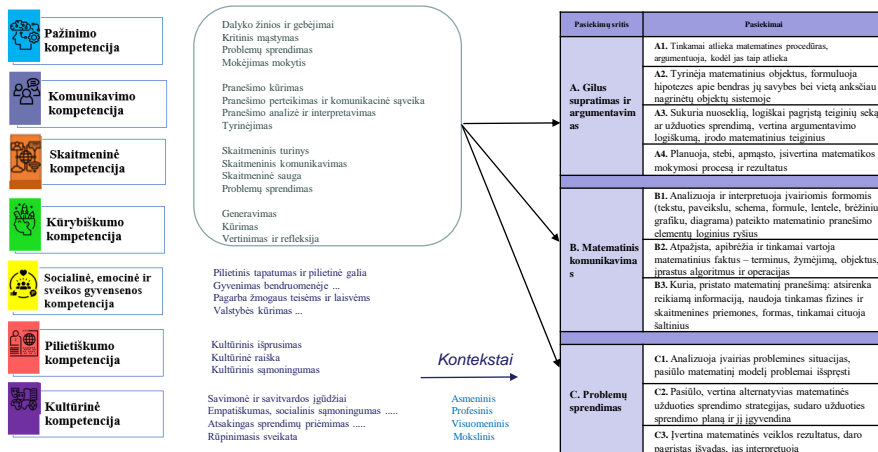 Pažinimo
kompetencija
Komunikavimo
kompetencija
Skaitmeninė
kompetencija
Kūrybiškumo
kompetencija
Socialinė, emocinė ir
sveikos gyvensenos
kompetencija
Pilietiškumo
kompetencija
Kultūrinė
kompetencija
Dalyko žinios ir gebėjimai
Kritinis mąstymas
Problemų sprendimas
Mokėjimas mokytis
Pranešimo kūrimas
Pranešimo perteikimas ir komunikacinė sąveika
Pranešimo analizė ir interpretavimas
Tyrinėjimas
Skaitmeninis turinys
Skaitmeninis komunikavimas
Skaitmeninė sauga
Problemų sprendimas
Generavimas
Kūrimas
Vertinimas ir refleksija
Pilietinis tapatumas ir pilietinė galia
Gyvenimas bendruomenėje ...
Pagarba žmogaus teisėms ir laisvėms
Valstybės kūrimas ...
Kultūrinis išprusimas
Kultūrinė raiška
Kultūrinis sąmoningumas
Savimonė ir savitvardos įgūdžiai
Empatiškumas, socialinis sąmoningumas .....
Atsakingas sprendimų priėmimas .....
Rūpinimasis sveikata
Kontekstai
Asmeninis
Profesinis
Visuomeninis
Mokslinis
Pasiekimų sritis
Pasiekimai
A. Gilus
supratimas ir
argumentavim
as
A1. Tinkamai atlieka matematines procedūras,
argumentuoja, kodėl jas taip atlieka
A2. Tyrinėja matematinius objektus, formuluoja
hipotezes apie bendras jų savybes bei vietą anksčiau
nagrinėtų objektų sistemoje
A3. Sukuria nuoseklią, logiškai pagrįstą teiginių seką
ar užduoties sprendimą, vertina argumentavimo
logiškumą, įrodo matematinius teiginius
A4. Planuoja, stebi, apmąsto, įsivertina matematikos
mokymosi procesą ir rezultatus
B. Matematinis
komunikavima
s
B1. Analizuoja ir interpretuoja įvairiomis formomis
(tekstu, paveikslu, schema, formule, lentele, brėžiniu,
grafiku, diagrama) pateikto matematinio pranešimo
elementų loginius ryšius
B2. Atpažįsta, apibrėžia ir tinkamai vartoja
matematinius faktus – terminus, žymėjimą, objektus,
įprastus algoritmus ir operacijas
B3. Kuria, pristato matematinį pranešimą: atsirenka
reikiamą informaciją, naudoja tinkamas fizines ir
skaitmenines priemones, formas, tinkamai cituoja
šaltinius
C. Problemų
sprendimas
C1. Analizuoja įvairias problemines situacijas,
pasiūlo matematinį modelį problemai išspręsti
C2. Pasiūlo, vertina alternatyvias matematinės
užduoties sprendimo strategijas, sudaro užduoties
sprendimo planą ir jį įgyvendina
C3. Įvertina matematinės veiklos rezultatus, daro
pagrįstas išvadas, jas interpretuoja